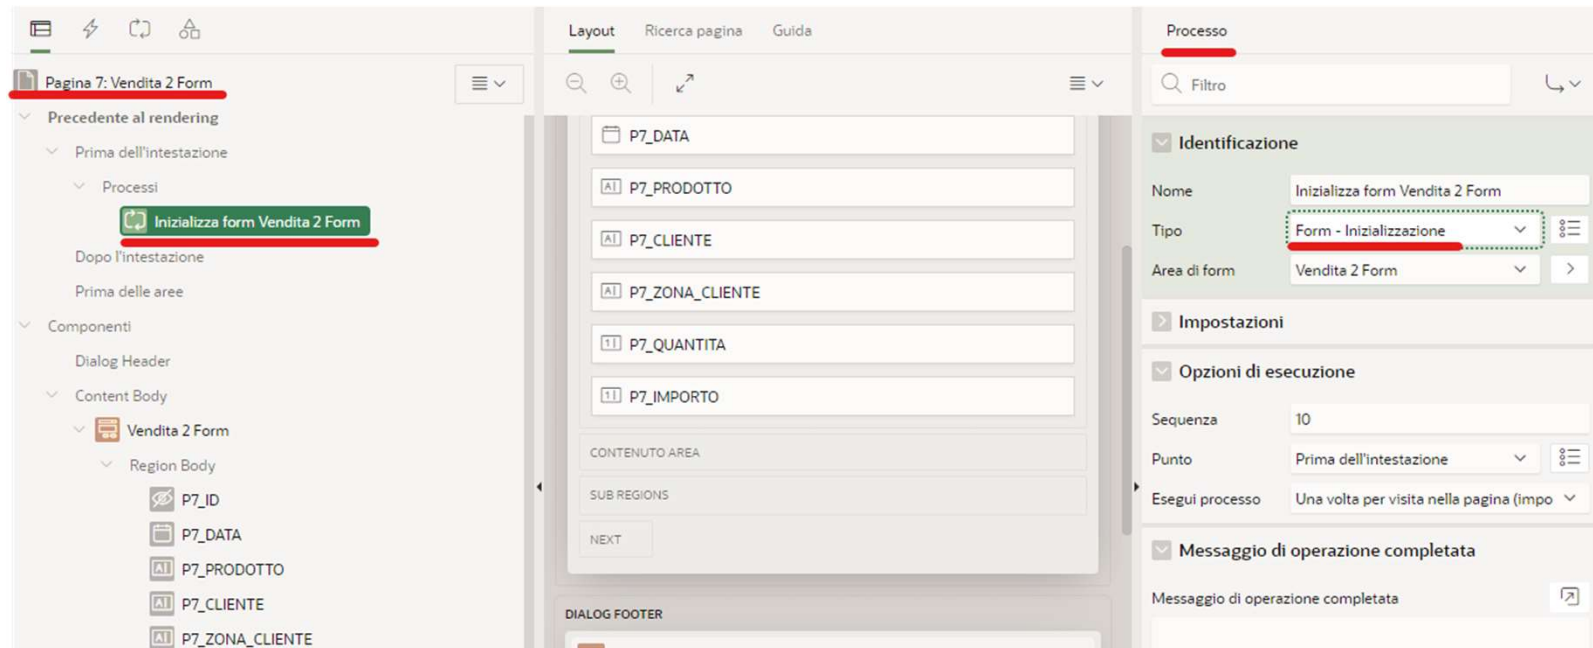 Pagina 7: Vendita 2 Form
Precedente al rendering
Prima dell'intestazione
Processi
Inizializza form Vendita 2 Form
Dopo l'intestazione
Prima delle aree
Componenti
Dialog Header
Content Body
Vendita 2 Form
Region Body
P7_ID
P7_DATA
P7_PRODOTTO
P7_CLIENTE
P7_ZONA_CLIENTE
Layout Ricerca pagina Guida
P7_DATA
P7_PRODOTTO
P7_CLIENTE
P7_ZONA_CLIENTE
P7_QUANTITA
P7_IMPORTO
CONTENUTO AREA
SUB REGIONS
NEXT
DIALOG FOOTER
Processo
Filtro
Identificazione
Nome Inizializza form Vendita 2 Form
Tipo Form - Inizializzazione
Area di form Vendita 2 Form
Impostazioni
Opzioni di esecuzione
Sequenza 10
Punto Prima dell'intestazione
Esegui processo Una volta per visita nella pagina (impo
Messaggio di operazione completata
Messaggio di operazione completata